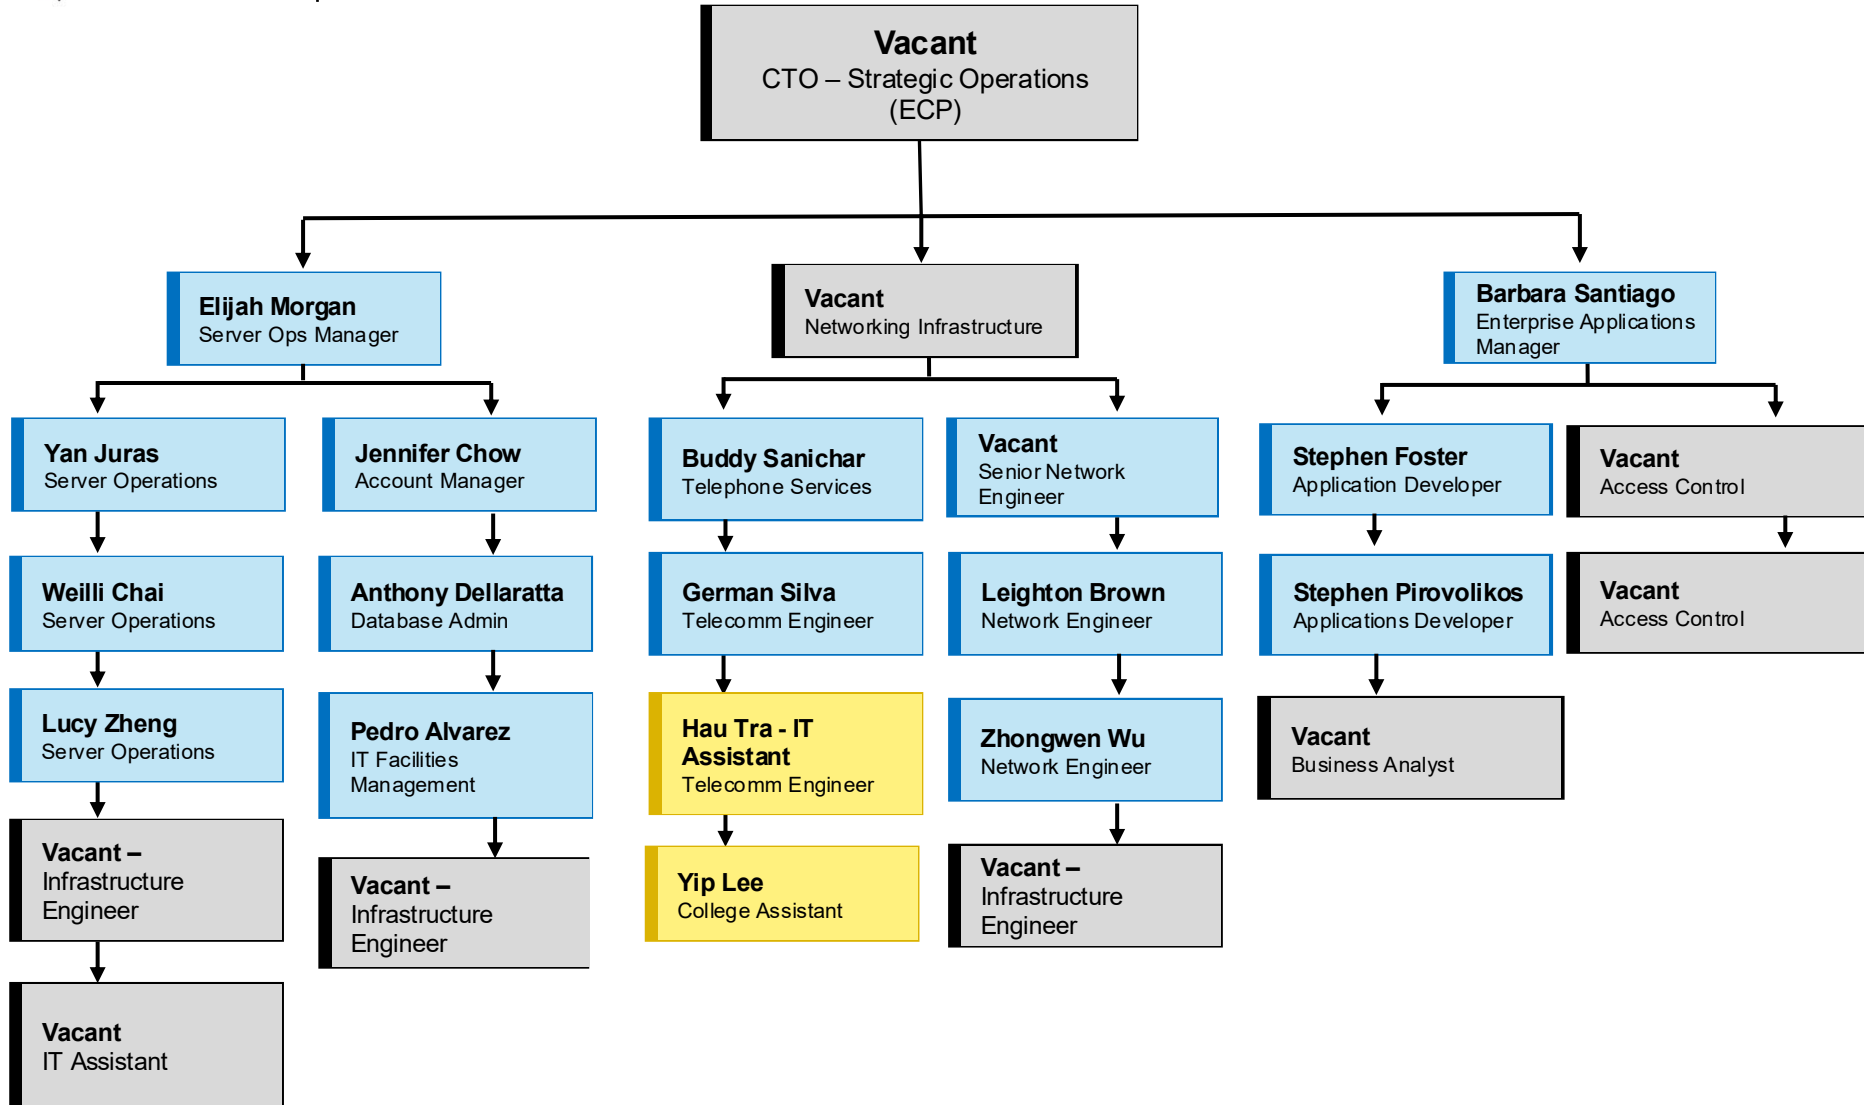 Vacant
CTO – Strategic Operations
(ECP)
Elijah Morgan
Server Ops Manager
Vacant
Networking Infrastructure
Barbara Santiago
Enterprise Applications
Manager
Yan Juras
Server Operations
Jennifer Chow
Account Manager
Buddy Sanichar
Telephone Services
Vacant
Senior Network
Engineer
Stephen Foster
Application Developer
Vacant
Access Control
Weilli Chai
Server Operations
Anthony Dellaratta
Database Admin
German Silva
Telecomm Engineer
Leighton Brown
Network Engineer
Stephen Pirovolikos
Applications Developer
Vacant
Access Control
Lucy Zheng
Server Operations
Pedro Alvarez
IT Facilities
Management
Hau Tra - IT
Assistant
Telecomm Engineer
Zhongwen Wu
Network Engineer
Vacant
Business Analyst
Vacant –
Infrastructure
Engineer
Vacant –
Infrastructure
Engineer
Yip Lee
College Assistant
Vacant –
Infrastructure
Engineer
Vacant
IT Assistant